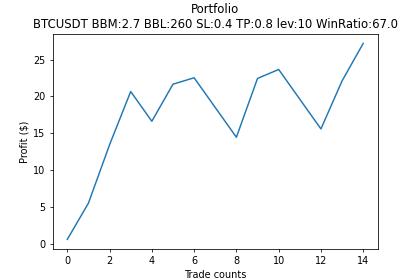 Portfolio
BTCUSDT BBM:2.7 BBL:260 SL:0.4 TP:0.8 lev:10 WinRatio:67.0
25
20
15
10
5
0
Profit ($)
0 2 4 6 8 10 12 14
Trade counts